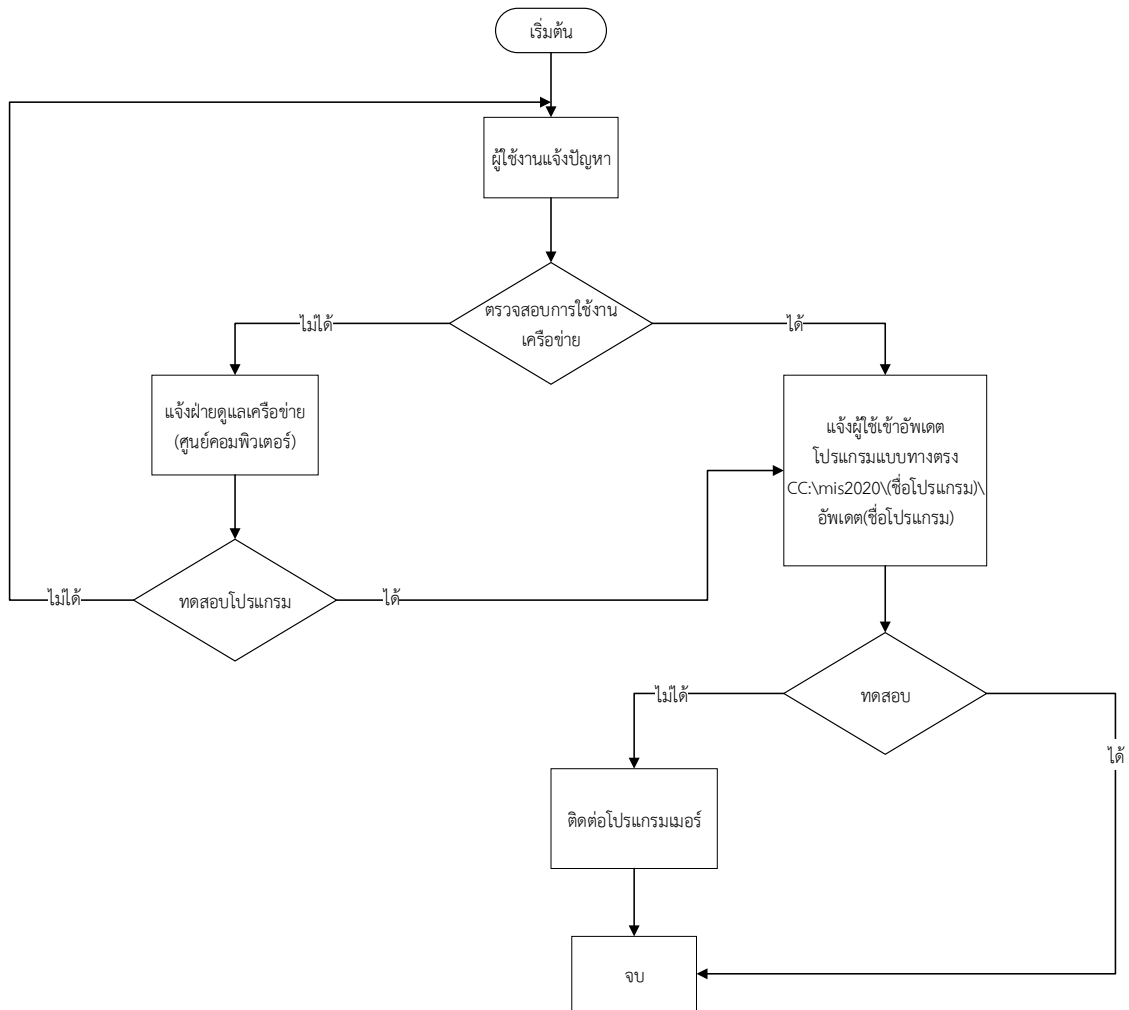 เริ่มต้น
ผู้ใช้งานแจ้งปัญหา
ตรวจสอบการใช้งาน
เครือข่าย
ไม่ได้
ได้
แจ้งฝ่ายดูแลเครือข่าย
(ศูนย์คอมพิวเตอร์)
แจ้งผู้ใช้เข้าอัพเดต
โปรแกรมแบบทางตรง
CC:\mis2020\(ชื่อโปรแกรม)\
อัพเดต(ชื่อโปรแกรม)
ไม่ได้
ทดสอบโปรแกรม
ได้
ไม่ได้
ทดสอบ
ได้
ติดต่อโปรแกรมเมอร์
จบ